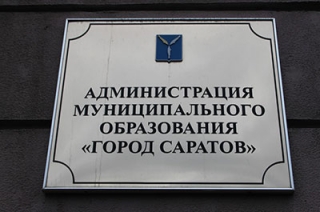 АДМИНИСТРАЦИЯ
МУНИЦИПАЛЬНОГО
ОБРАЗОВАНИЯ
«ГОРОД САРАТОВ»